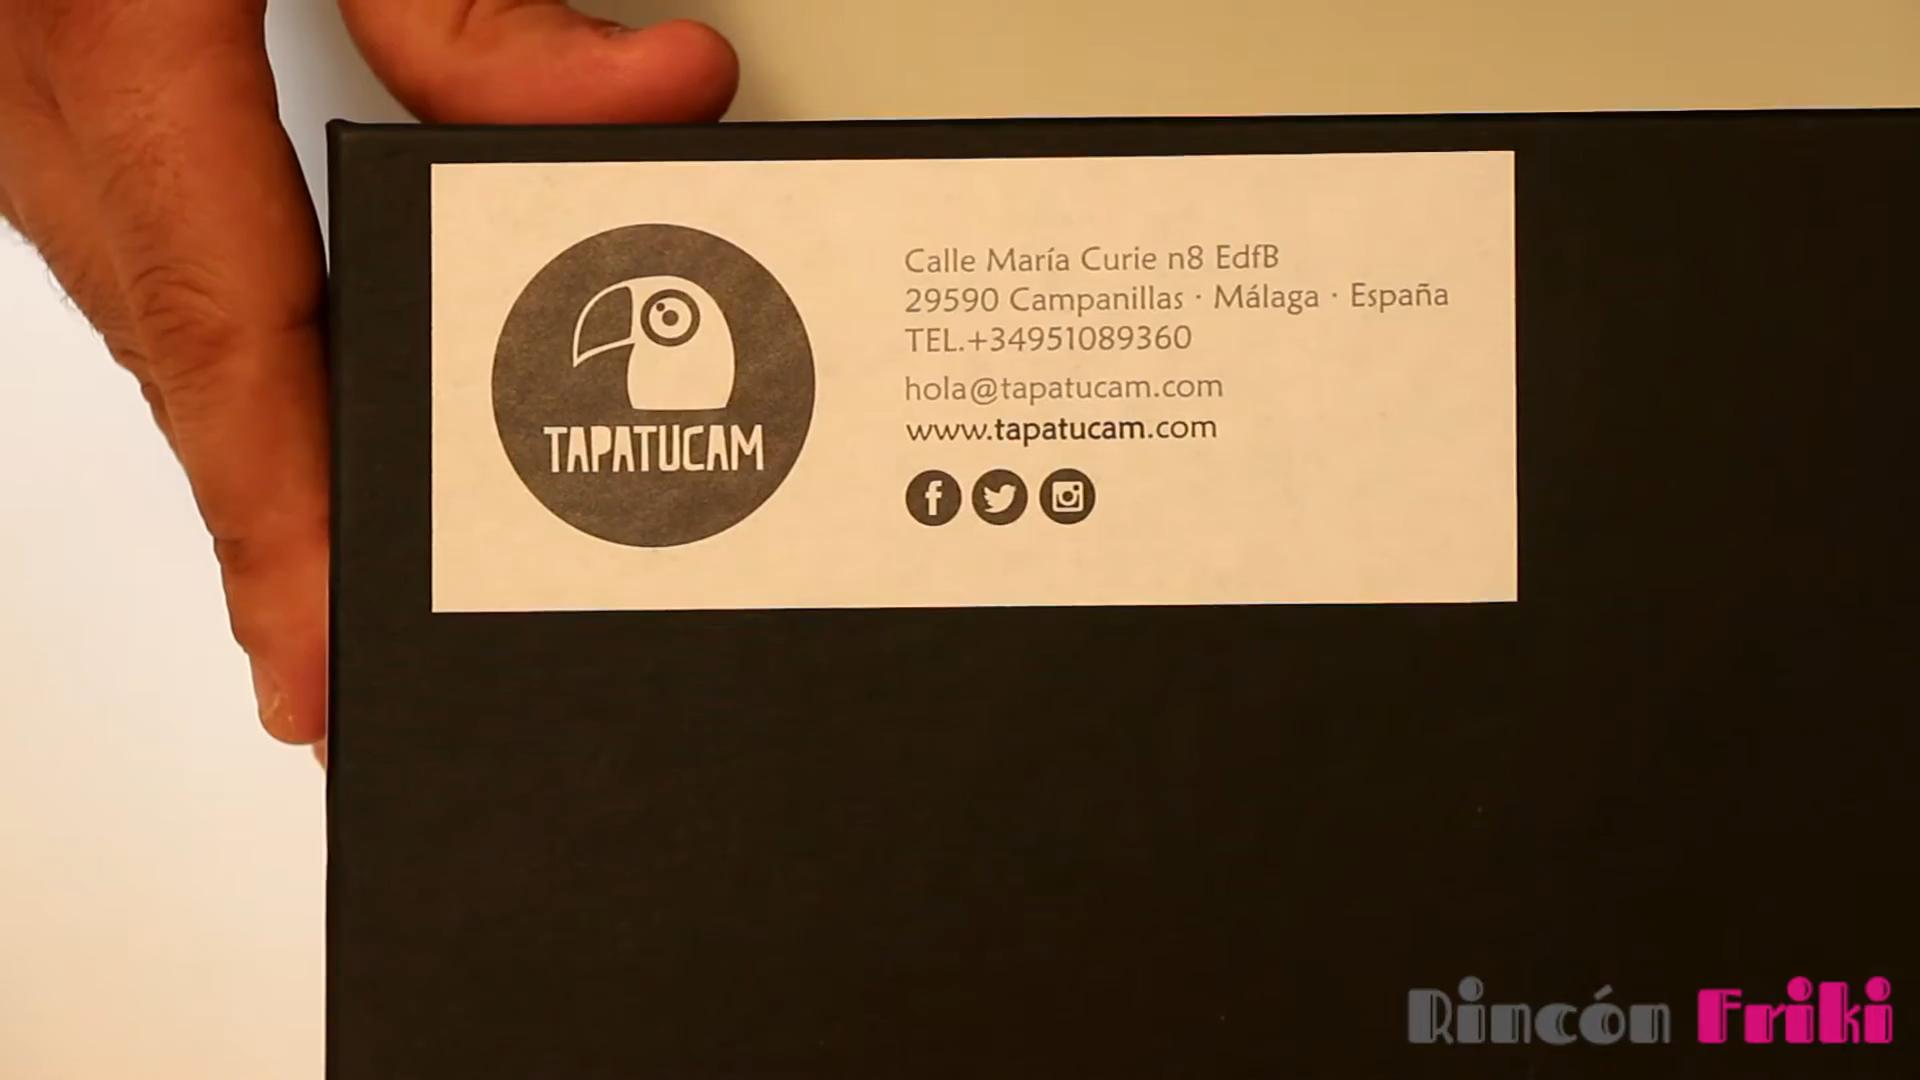 TAPATUCAM
Calle María Curie n8 EdfB
29590 Campanillas · Málaga · España
TEL.+34951089360
hola@tapatucam.com
www.tapatucam.com
Rincón Friki